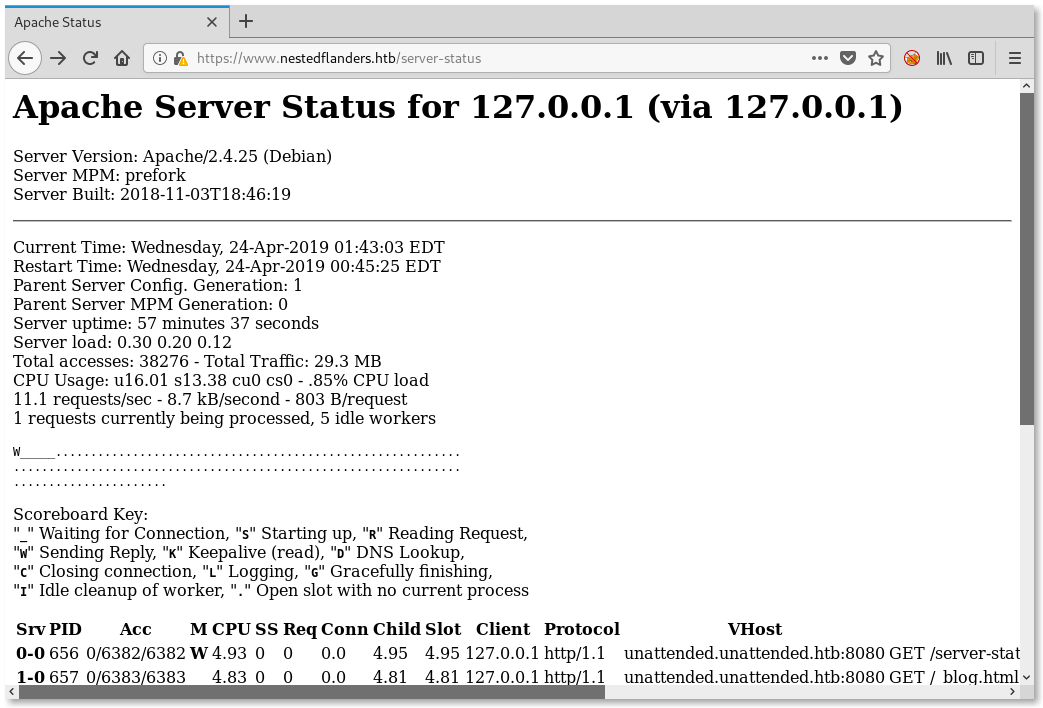 Apache Status
https://www.nestedflanders.htb/server-status
Apache Server Status for 127.0.0.1 (via 127.0.0.1)
Server Version: Apache/2.4.25 (Debian)
Server MPM: prefork
Server Built: 2018-11-03T18:46:19
Current Time: Wednesday, 24-Apr-2019 01:43:03 EDT
Restart Time: Wednesday, 24-Apr-2019 00:45:25 EDT
Parent Server Config. Generation: 1
Parent Server MPM Generation: 0
Server uptime: 57 minutes 37 seconds
Server load: 0.30 0.20 0.12
Total accesses: 38276 - Total Traffic: 29.3 MB
CPU Usage: u16.01 s13.38 cu0 cs0 - .85% CPU load
11.1 requests/sec - 8.7 kB/second - 803 B/request
1 requests currently being processed, 5 idle workers
W_____..........................................................
................................................................
......................
Scoreboard Key:
"_" Waiting for Connection, "S" Starting up, "R" Reading Request,
"W" Sending Reply, "K" Keepalive (read), "D" DNS Lookup,
"C" Closing connection, "L" Logging, "G" Gracefully finishing,
"I" Idle cleanup of worker, "." Open slot with no current process
Srv PID Acc M CPU SS Req Conn Child Slot Client Protocol VHost
0-0 656 0/6382/6382 W 4.93 0 0 0.0 4.95 4.95 127.0.0.1 http/1.1 unattended.unattended.htb:8080 GET /server-stat
1-0 657 0/6383/6383 4.83 0 0 0.0 4.81 4.81 127.0.0.1 http/1.1 unattended.unattended.htb:8080 GET /_blog.html